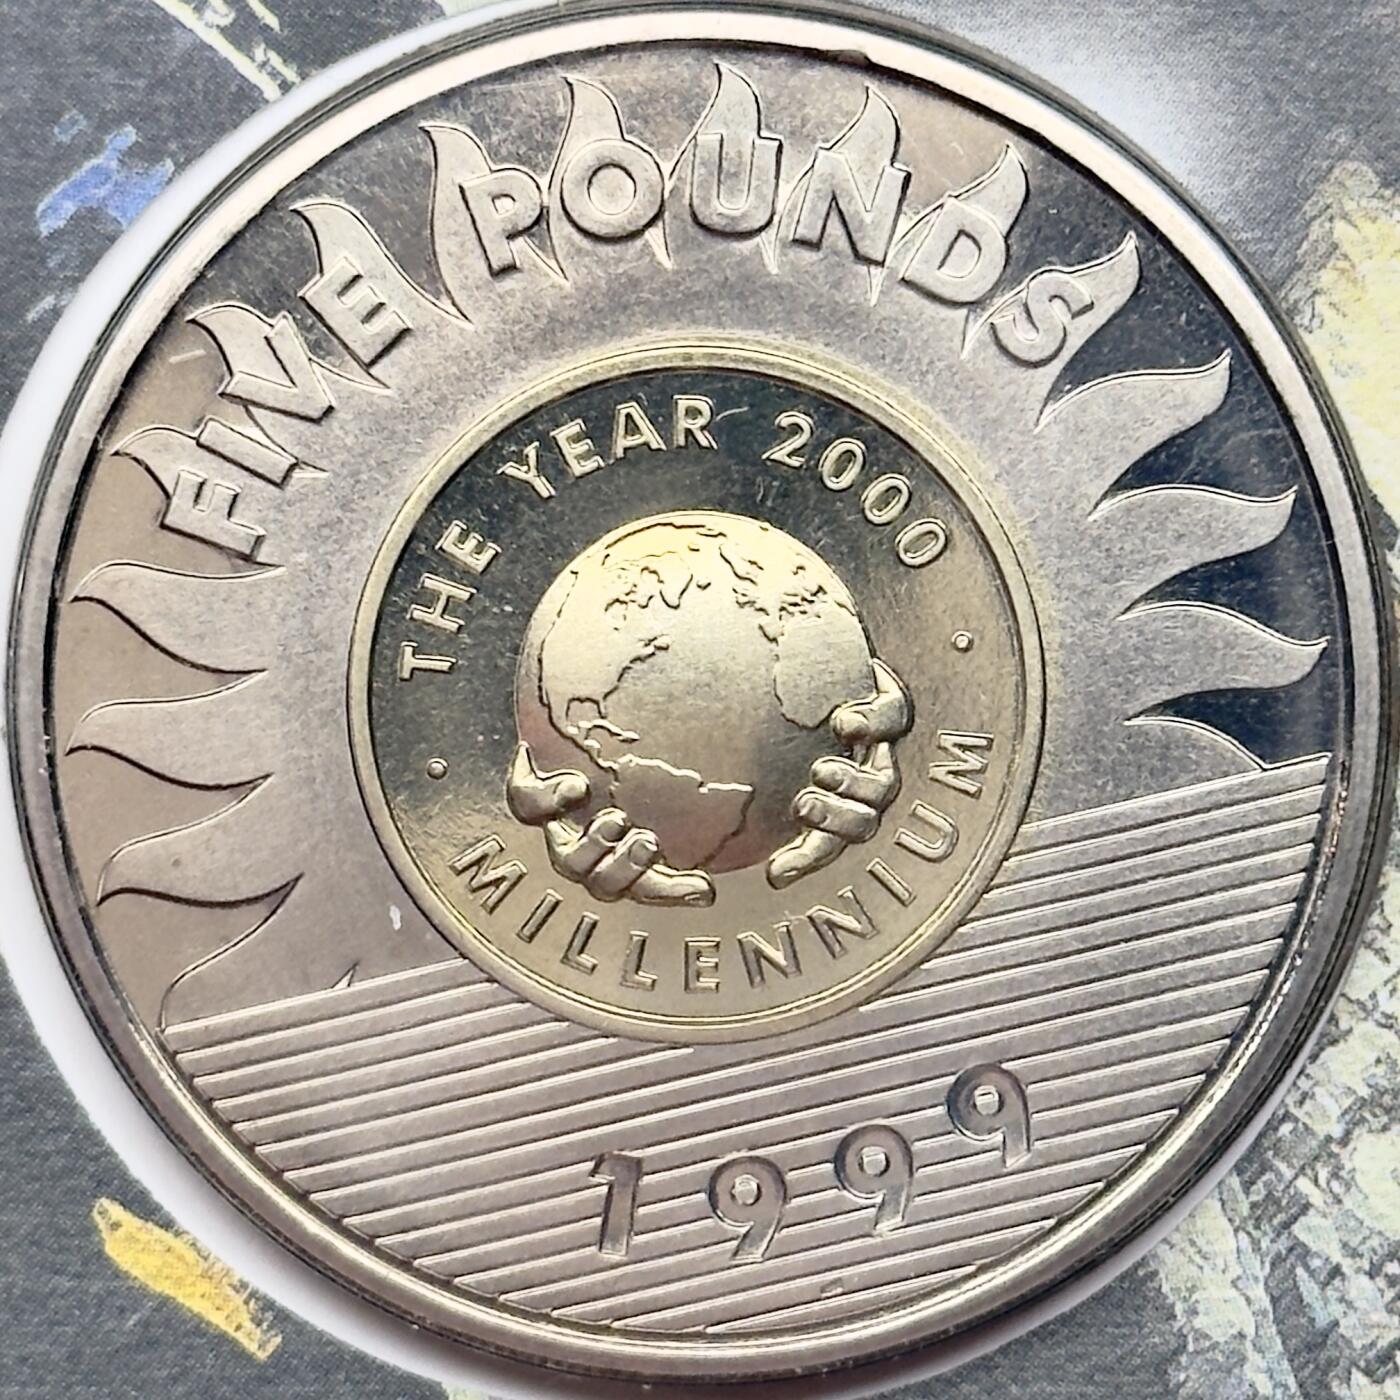 FIVE POUNDS
THE YEAR 2000
· MILLENNIUM ·
1999